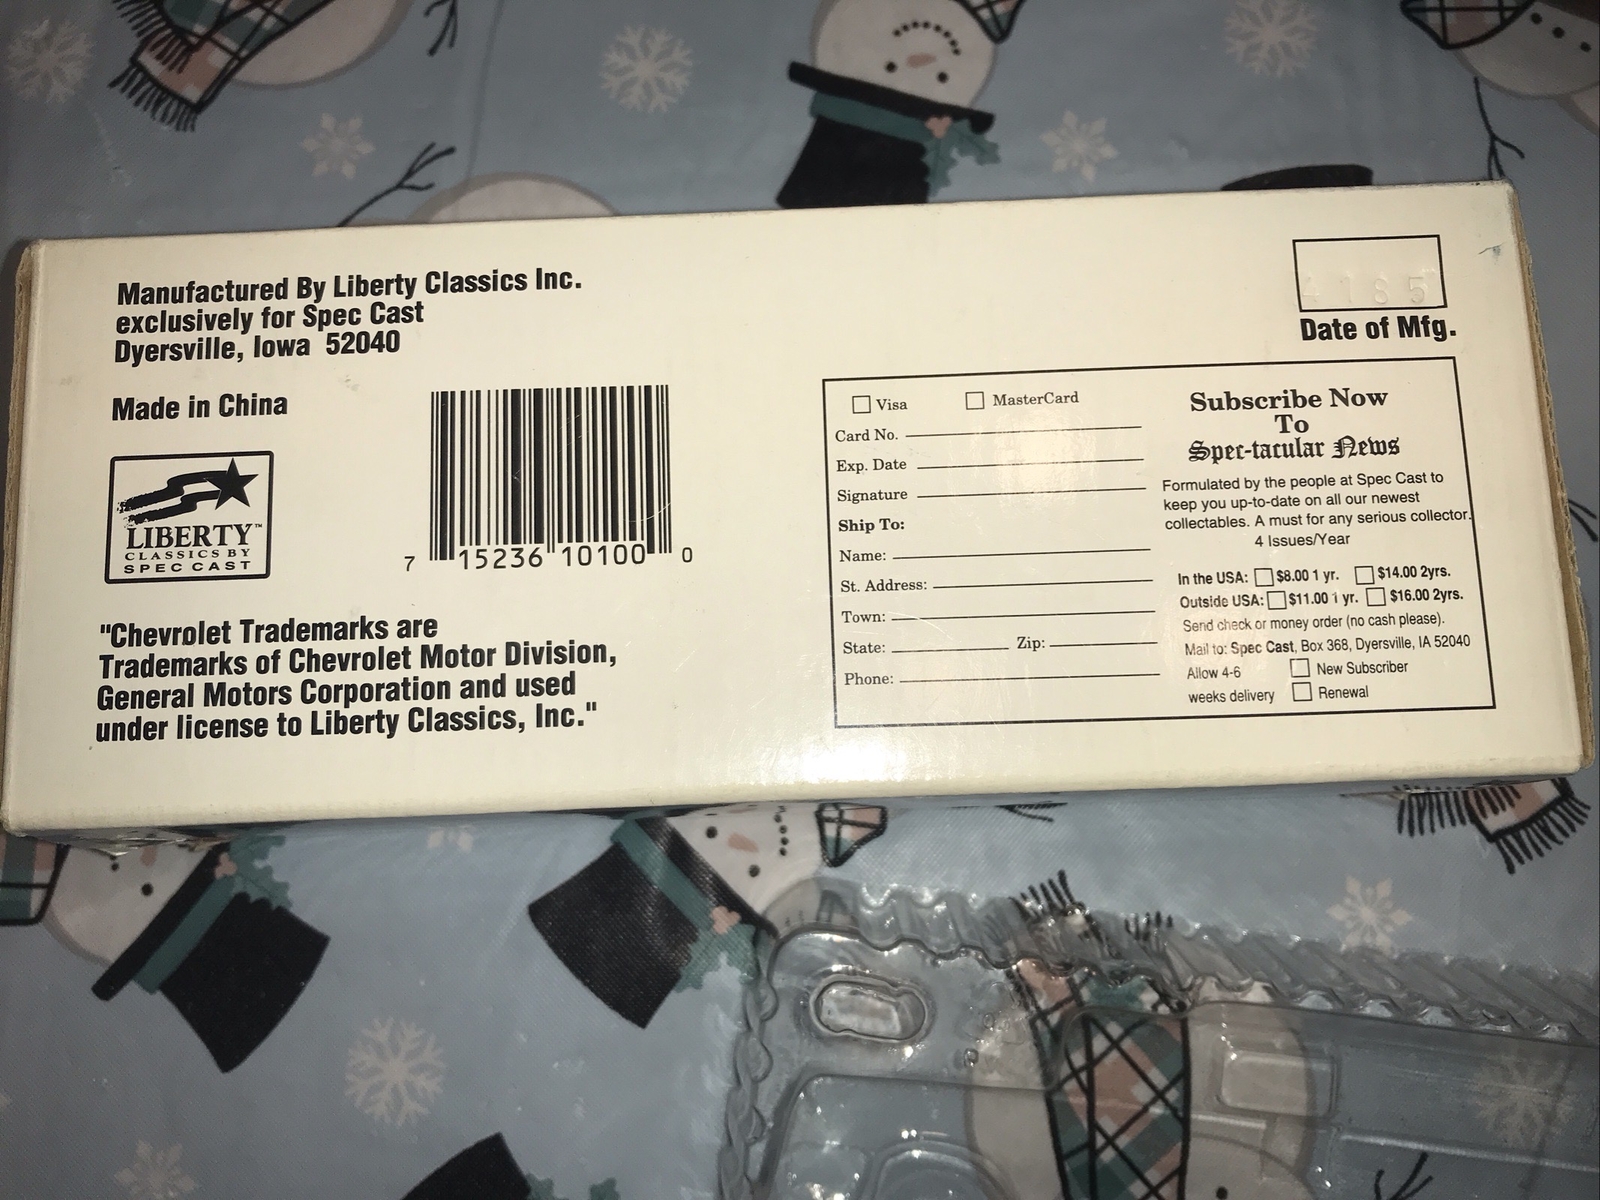 Manufactured By Liberty Classics Inc.
exclusively for Spec Cast
Dyersville, Iowa 52040
Made in China
LIBERTY™
CLASSICS BY
SPEC CAST
7 15236 10100 0
"Chevrolet Trademarks are
Trademarks of Chevrolet Motor Division,
General Motors Corporation and used
under license to Liberty Classics, Inc."
Date of Mfg.
Visa MasterCard
Card No.
Exp. Date
Signature
Ship To:
Name:
St. Address:
Town:
State: Zip:
Phone:
Subscribe Now
To
Spec-tacular News
Formulated by the people at Spec Cast to
keep you up-to-date on all our newest
collectables. A must for any serious collector.
4 Issues/Year
In the USA: $8.00 1 yr. $14.00 2yrs.
Outside USA: $11.00 1 yr. $16.00 2yrs.
Send check or money order (no cash please).
Mail to: Spec Cast, Box 368, Dyersville, IA 52040
Allow 4-6 New Subscriber
weeks delivery Renewal